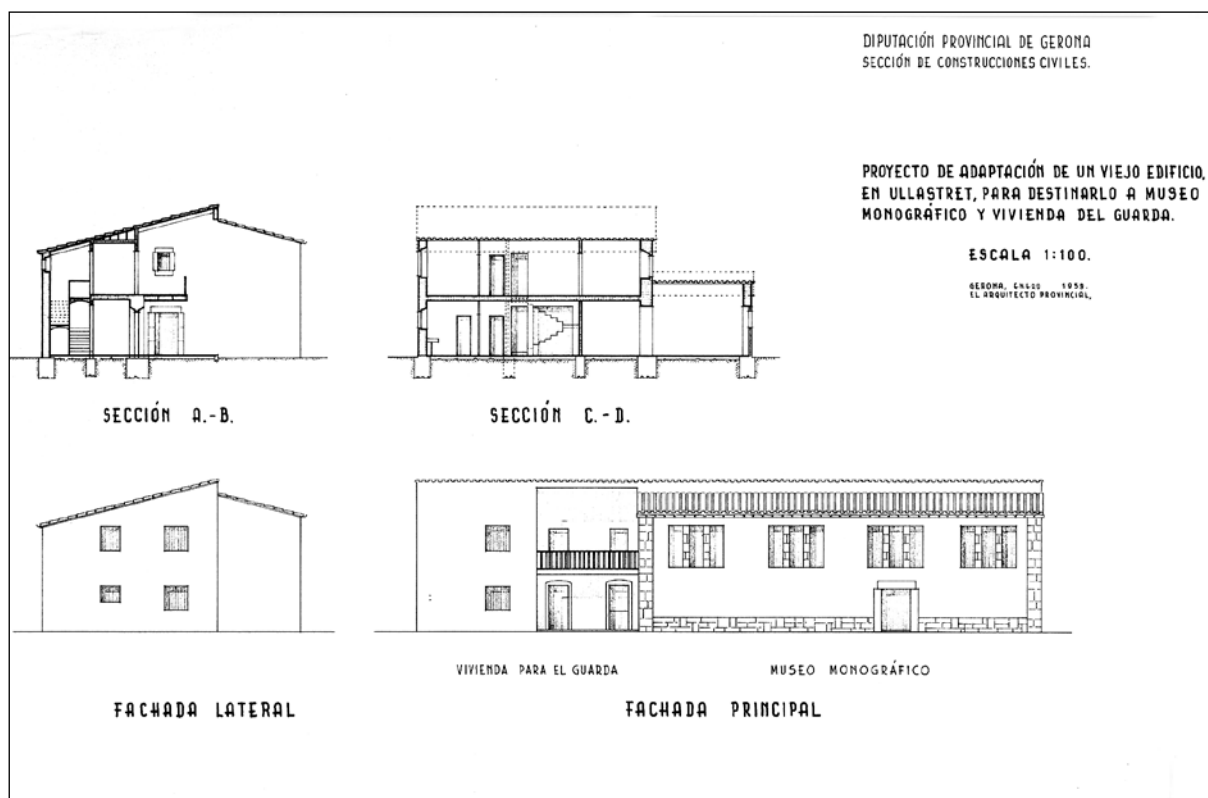 DIPUTACIÓN PROVINCIAL DE GERONA
SECCIÓN DE CONSTRUCCIONES CIVILES.
PROYECTO DE ADAPTACIÓN DE UN VIEJO EDIFICIO,
EN ULLASTRET, PARA DESTINARLO A MUSEO
MONOGRÁFICO Y VIVIENDA DEL GUARDA.
ESCALA 1:100.
GERONA, ENERO 1959.
EL ARQUITECTO PROVINCIAL,
SECCIÓN A.-B.
SECCIÓN C.-D.
VIVIENDA PARA EL GUARDA
MUSEO MONOGRÁFICO
FACHADA LATERAL
FACHADA PRINCIPAL